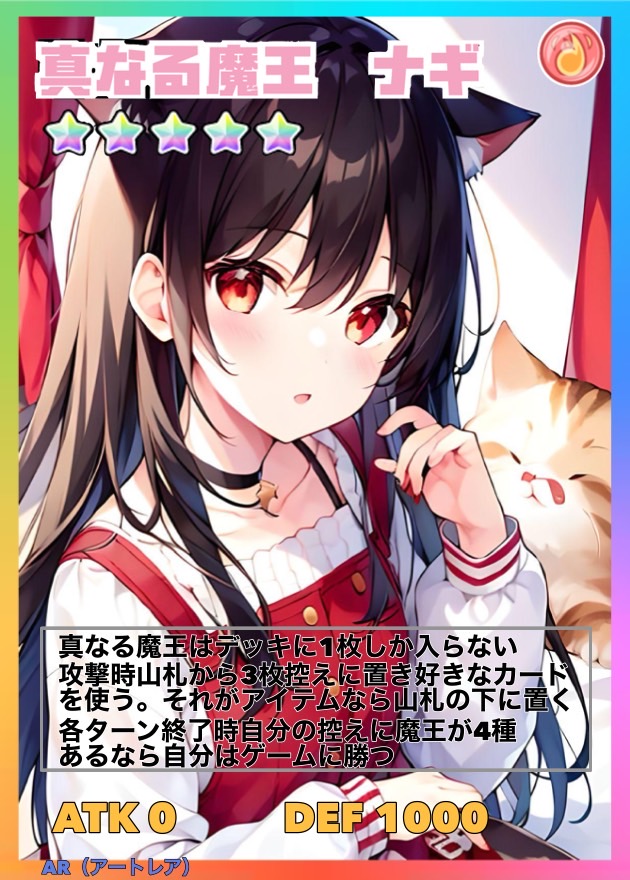 真なる魔王　ナギ
真なる魔王はデッキに1枚しか入らない
攻撃時山札から3枚控えに置き好きなカード
を使う。それがアイテムなら山札の下に置く
各ターン終了時自分の控えに魔王が4種
あるなら自分はゲームに勝つ
ATK 0　DEF 1000
AR（アートレア）